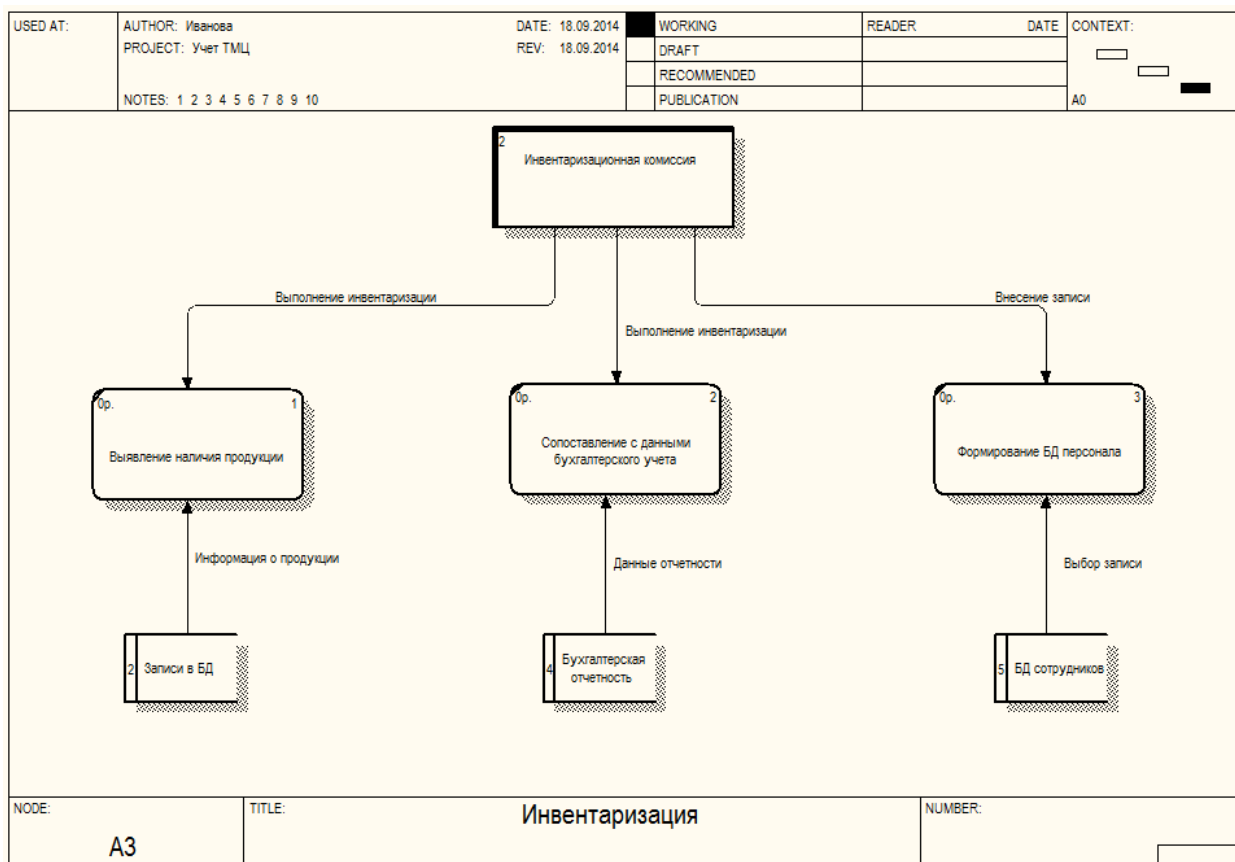 USED AT:
AUTHOR: Иванова
DATE: 18.09.2014
WORKING
READER
DATE
CONTEXT:
PROJECT: Учет ТМЦ
REV: 18.09.2014
DRAFT
RECOMMENDED
NOTES: 1 2 3 4 5 6 7 8 9 10
PUBLICATION
A0
2
Инвентаризационная комиссия
Выполнение инвентаризации
Внесение записи
Выполнение инвентаризации
0р.
1
Выявление наличия продукции
0р.
2
Сопоставление с данными
бухгалтерского учета
0р.
3
Формирование БД персонала
Информация о продукции
Данные отчетности
Выбор записи
2
Записи в БД
4
Бухгалтерская
отчетность
5
БД сотрудников
NODE:
TITLE:
Инвентаризация
NUMBER:
A3